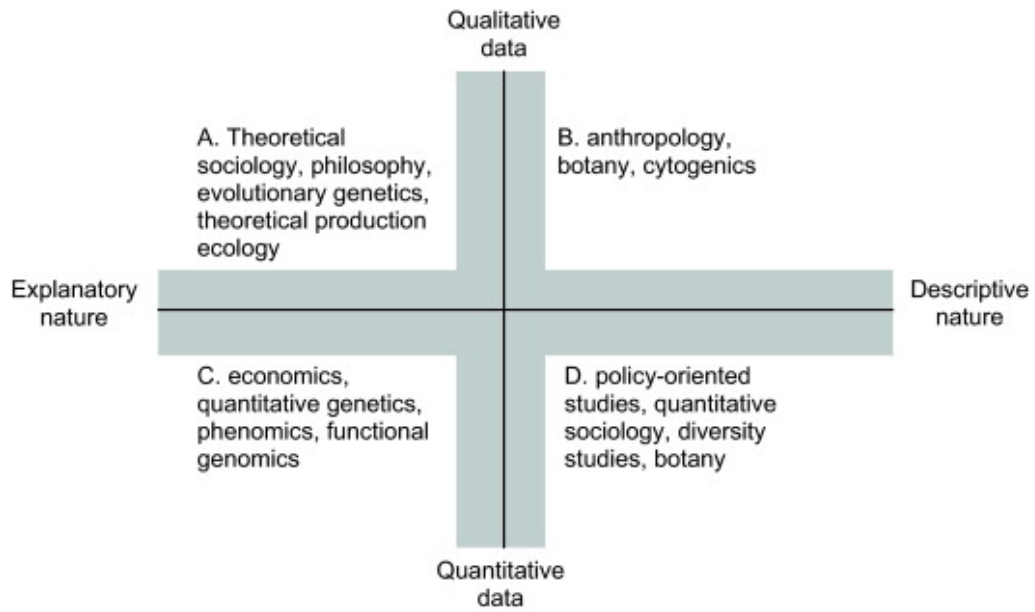 Qualitative
data
A. Theoretical
sociology, philosophy,
evolutionary genetics,
theoretical production
ecology
B. anthropology,
botany, cytogenics
Explanatory
nature
Descriptive
nature
C. economics,
quantitative genetics,
phenomics, functional
genomics
D. policy-oriented
studies, quantitative
sociology, diversity
studies, botany
Quantitative
data